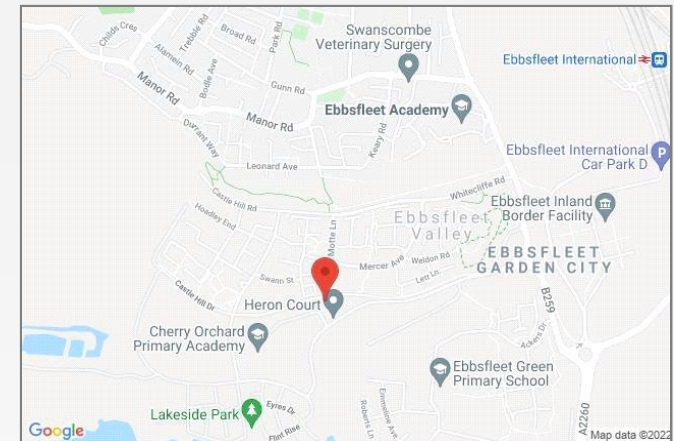 Childs Cres
Trebble Rd
Broad Rd
Park Rd
Alamein Rd
Bodle Ave
Manor Rd
Gunn Rd
Manor Rd
Durrant Way
Swanscombe
Veterinary Surgery
Ebbsfleet International
Ebbsfleet Academy
Keary Rd
Leonard Ave
Ebbsfleet International
Car Park D
Castle Hill Rd
Whitecliffe Rd
Hoadley End
Motte Ln
Ebbsfleet
Valley
Ebbsfleet Inland
Border Facility
EBBSFLEET
GARDEN CITY
Mercer Ave
Weldon Rd
Swann St
Lett Ln
Castle Hill Dr
Heron Court
B259
Cherry Orchard
Primary Academy
Ackers Dr
Ebbsfleet Green
Primary School
Lakeside Park
Eyres Dr
Flint Rise
Roberts Ln
Emmeline Ave
A2260
P
Google
Map data ©2022